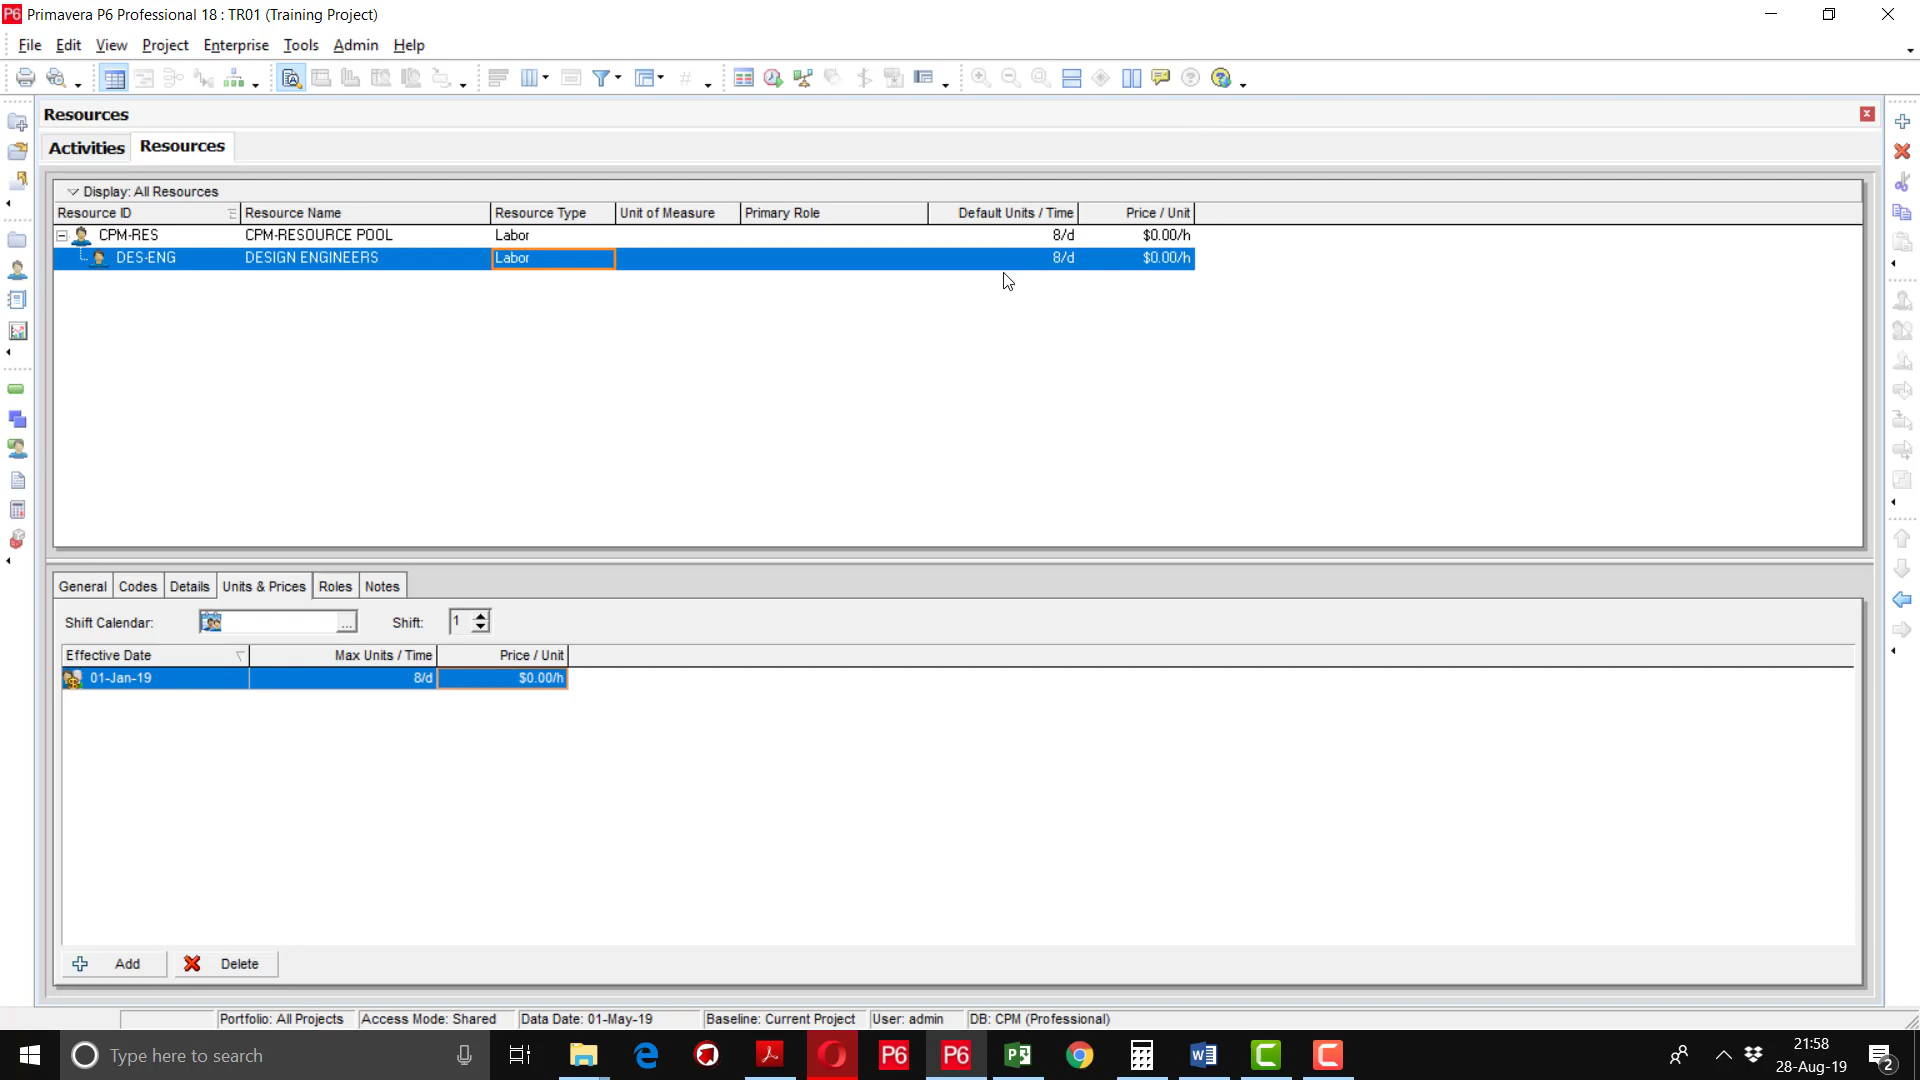 P6 Primavera P6 Professional 18 : TR01 (Training Project)
File Edit View Project Enterprise Tools Admin Help
Resources
Activities Resources
Display: All Resources
Resource ID Resource Name Resource Type Unit of Measure Primary Role Default Units / Time Price / Unit
CPM-RES CPM-RESOURCE POOL Labor 8/d $0.00/h
DES-ENG DESIGN ENGINEERS Labor 8/d $0.00/h
General Codes Details Units & Prices Roles Notes
Shift Calendar: ... Shift: 1
Effective Date Max Units / Time Price / Unit
01-Jan-19 8/d $0.00/h
Add Delete
Portfolio: All Projects Access Mode: Shared Data Date: 01-May-19 Baseline: Current Project User: admin DB: CPM (Professional)
Type here to search P6 P6 21:58
28-Aug-19 2